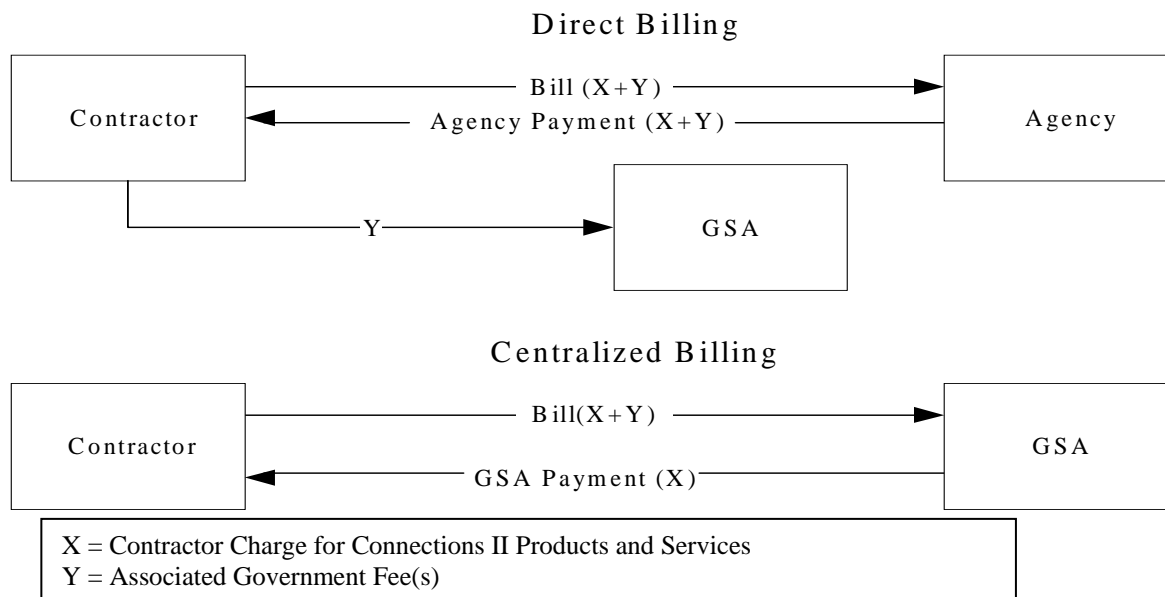 Direct Billing
Bill (X+Y)
Contractor
Agency Payment (X+Y)
Agency
Y
GSA
Centralized Billing
Bill(X+Y)
Contractor
GSA
GSA Payment (X)
X = Contractor Charge for Connections II Products and Services
Y = Associated Government Fee(s)